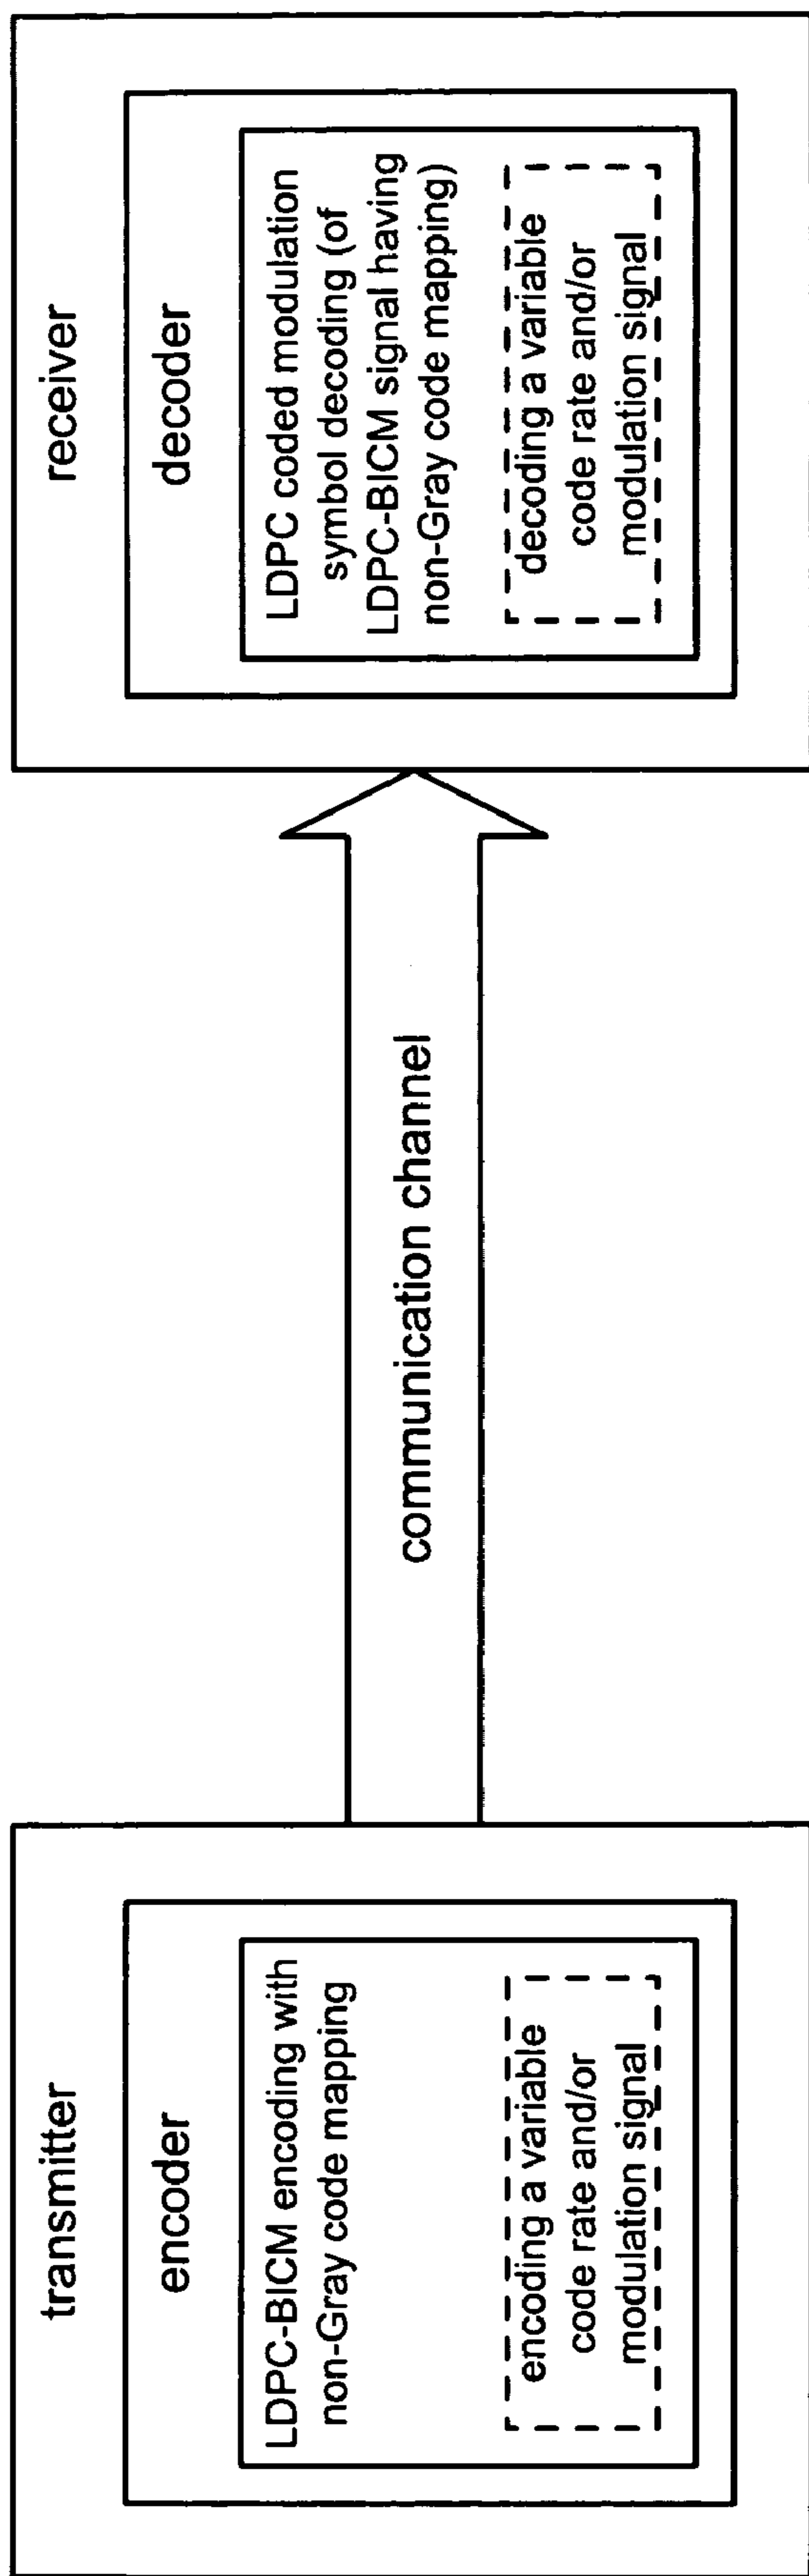 transmitter
encoder
LDPC-BICM encoding with
non-Gray code mapping
encoding a variable
code rate and/or
modulation signal
communication channel
receiver
decoder
LDPC coded modulation
symbol decoding (of
LDPC-BICM signal having
non-Gray code mapping)
decoding a variable
code rate and/or
modulation signal